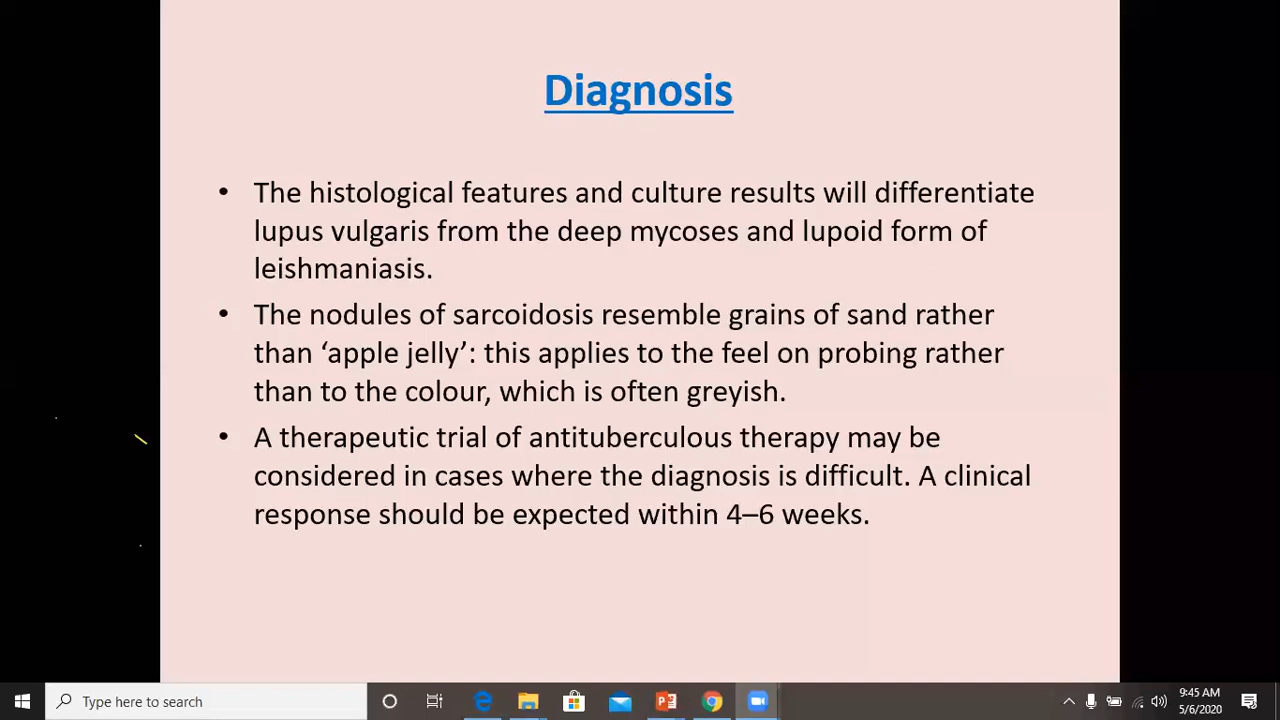 Diagnosis
• The histological features and culture results will differentiate
lupus vulgaris from the deep mycoses and lupoid form of
leishmaniasis.
• The nodules of sarcoidosis resemble grains of sand rather
than ‘apple jelly’: this applies to the feel on probing rather
than to the colour, which is often greyish.
• A therapeutic trial of antituberculous therapy may be
considered in cases where the diagnosis is difficult. A clinical
response should be expected within 4–6 weeks.
Type here to search
9:45 AM
5/6/2020